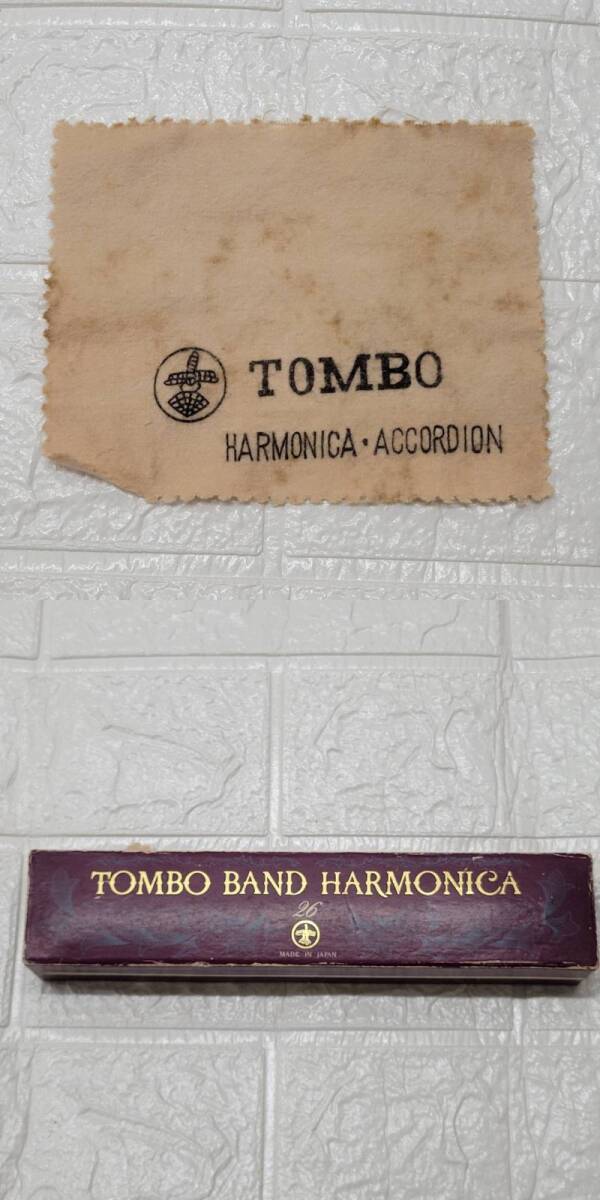 TOMBO
HARMONICA・ACCORDION
TOMBO BAND HARMONICA
26
MADE IN JAPAN